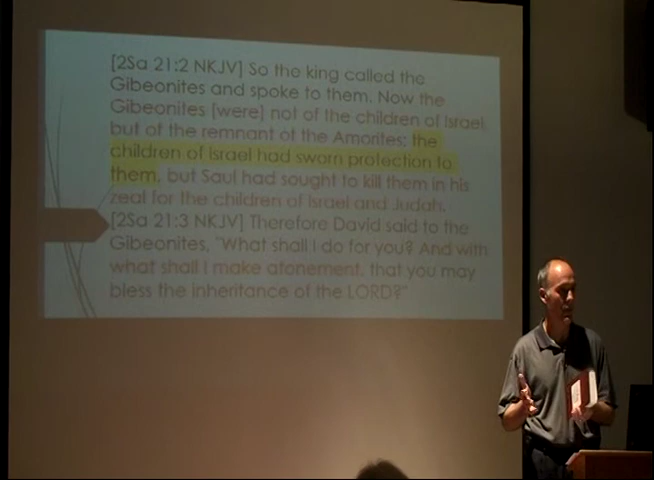 [2Sa 21:2 NKJV] So the king called the
Gibeonites and spoke to them. Now the
Gibeonites (were) not of the children of Israel,
but of the remnant of the Amorites; the
children of Israel had sworn protection to
them, but Saul had sought to kill them in his
zeal for the children of Israel and Judah.
[2Sa 21:3 NKJV] Therefore David said to the
Gibeonites, "What shall I do for you? And with
what shall I make atonement, that you may
bless the inheritance of the LORD?"